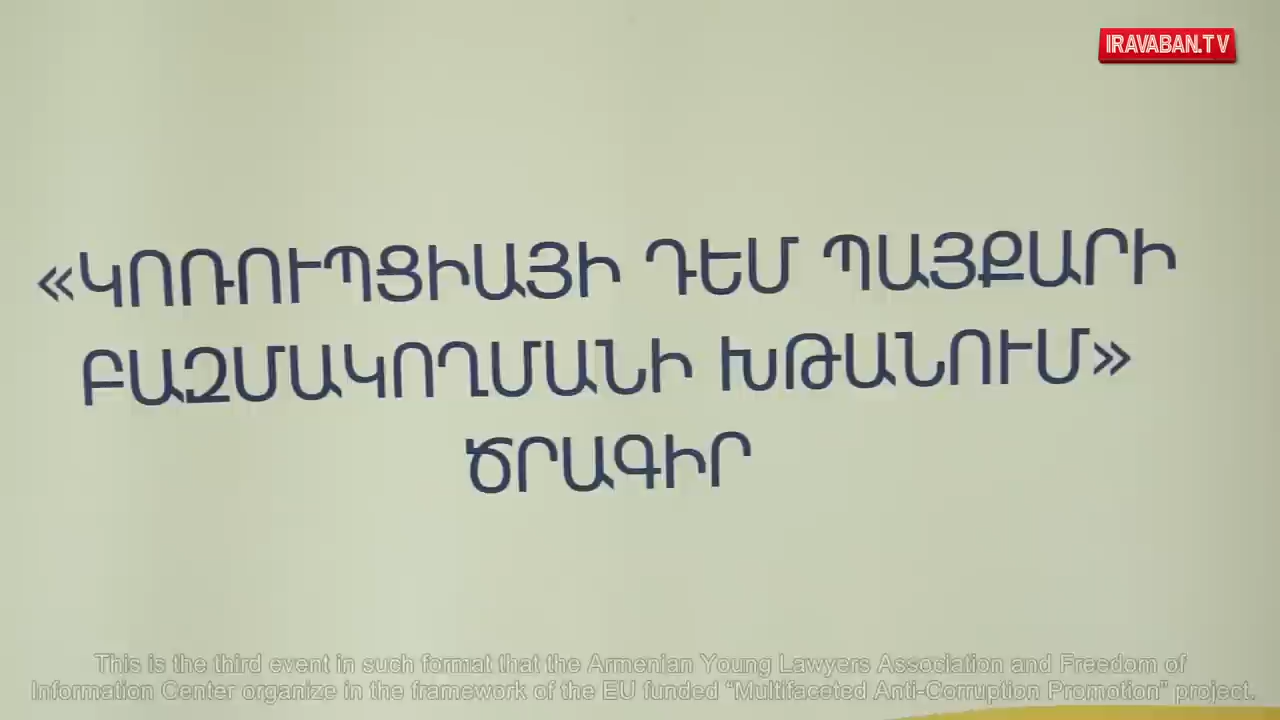 IRAVABAN.TV
«ԿՈՌՈՒՊՑԻԱՅԻ ԴԵՄ ՊԱՅՔԱՐԻ
ԲԱԶՄԱԿՈՂՄԱՆԻ ԽԹԱՆՈՒՄ»
ԾՐԱԳԻՐ
This is the third event in such format that the Armenian Young Lawyers Association and Freedom of
Information Center organize in the framework of the EU funded “Multifaceted Anti-Corruption Promotion” project.